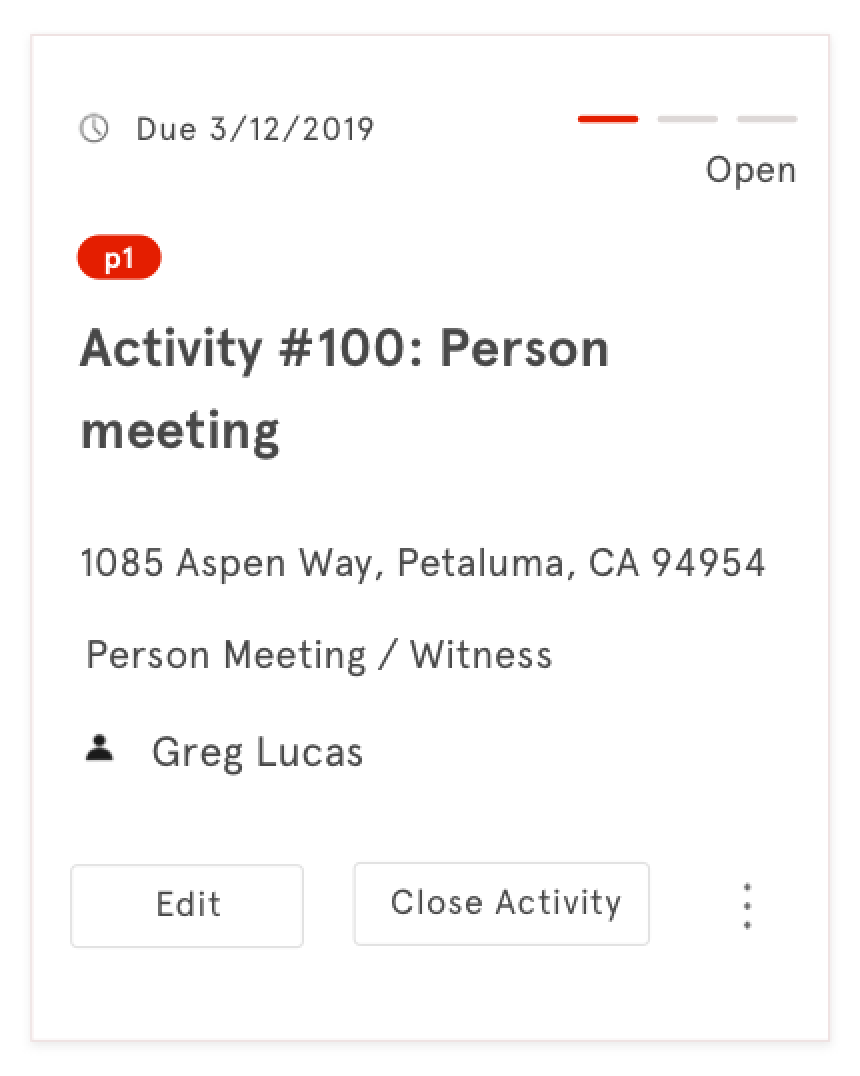 Due 3/12/2019
Open
p1
Activity #100: Person
meeting
1085 Aspen Way, Petaluma, CA 94954
Person Meeting / Witness
Greg Lucas
Edit
Close Activity